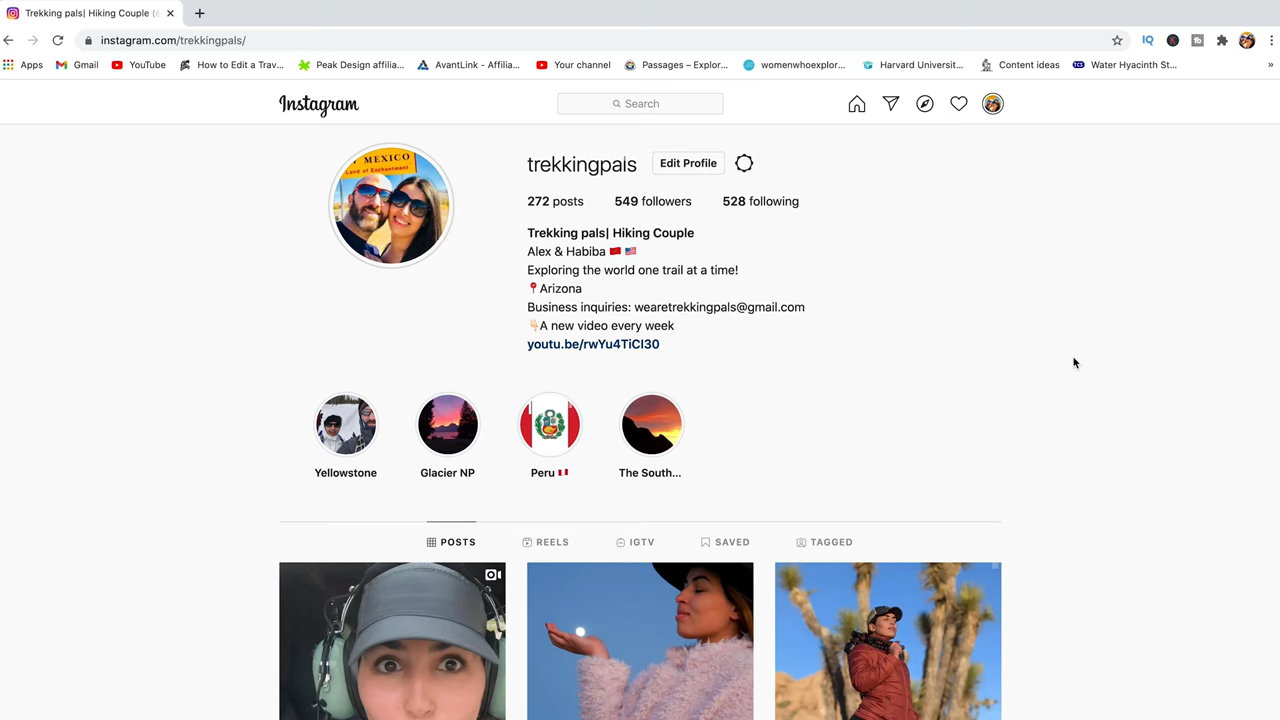 Trekking pals| Hiking Couple (
instagram.com/trekkingpals/
Apps Gmail YouTube How to Edit a Trav... Peak Design affilia... AvantLink - Affilia... Your channel Passages – Explor... womenwhoexplor... Harvard Universit... Content ideas Water Hyacinth St... »
Instagram
Search
MEXICO
Land of Enchantment
trekkingpals Edit Profile
272 posts 549 followers 528 following
Trekking pals| Hiking Couple
Alex & Habiba 🇲🇦 🇺🇸
Exploring the world one trail at a time!
📍Arizona
Business inquiries: wearetrekkingpals@gmail.com
👇🏻A new video every week
youtu.be/rwYu4TiCI30
Yellowstone Glacier NP Peru 🇵🇪 The South...
POSTS REELS IGTV SAVED TAGGED